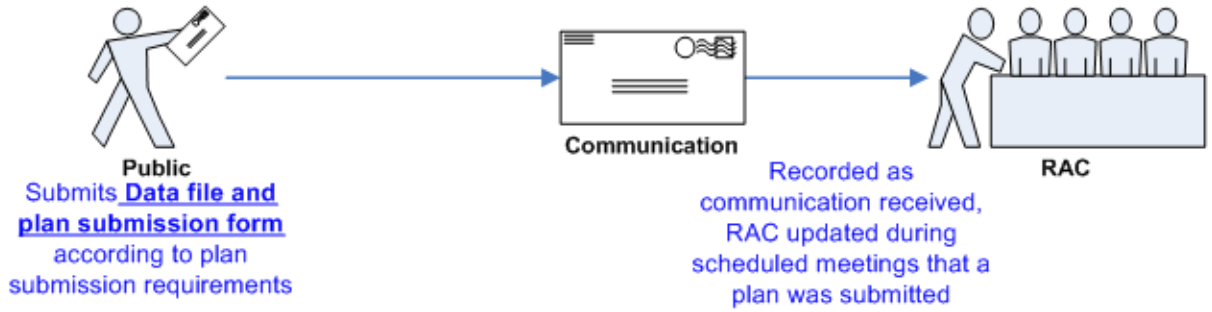 Public
Submits Data file and
plan submission form
according to plan
submission requirements
Communication
Recorded as
communication received,
RAC updated during
scheduled meetings that a
plan was submitted
RAC